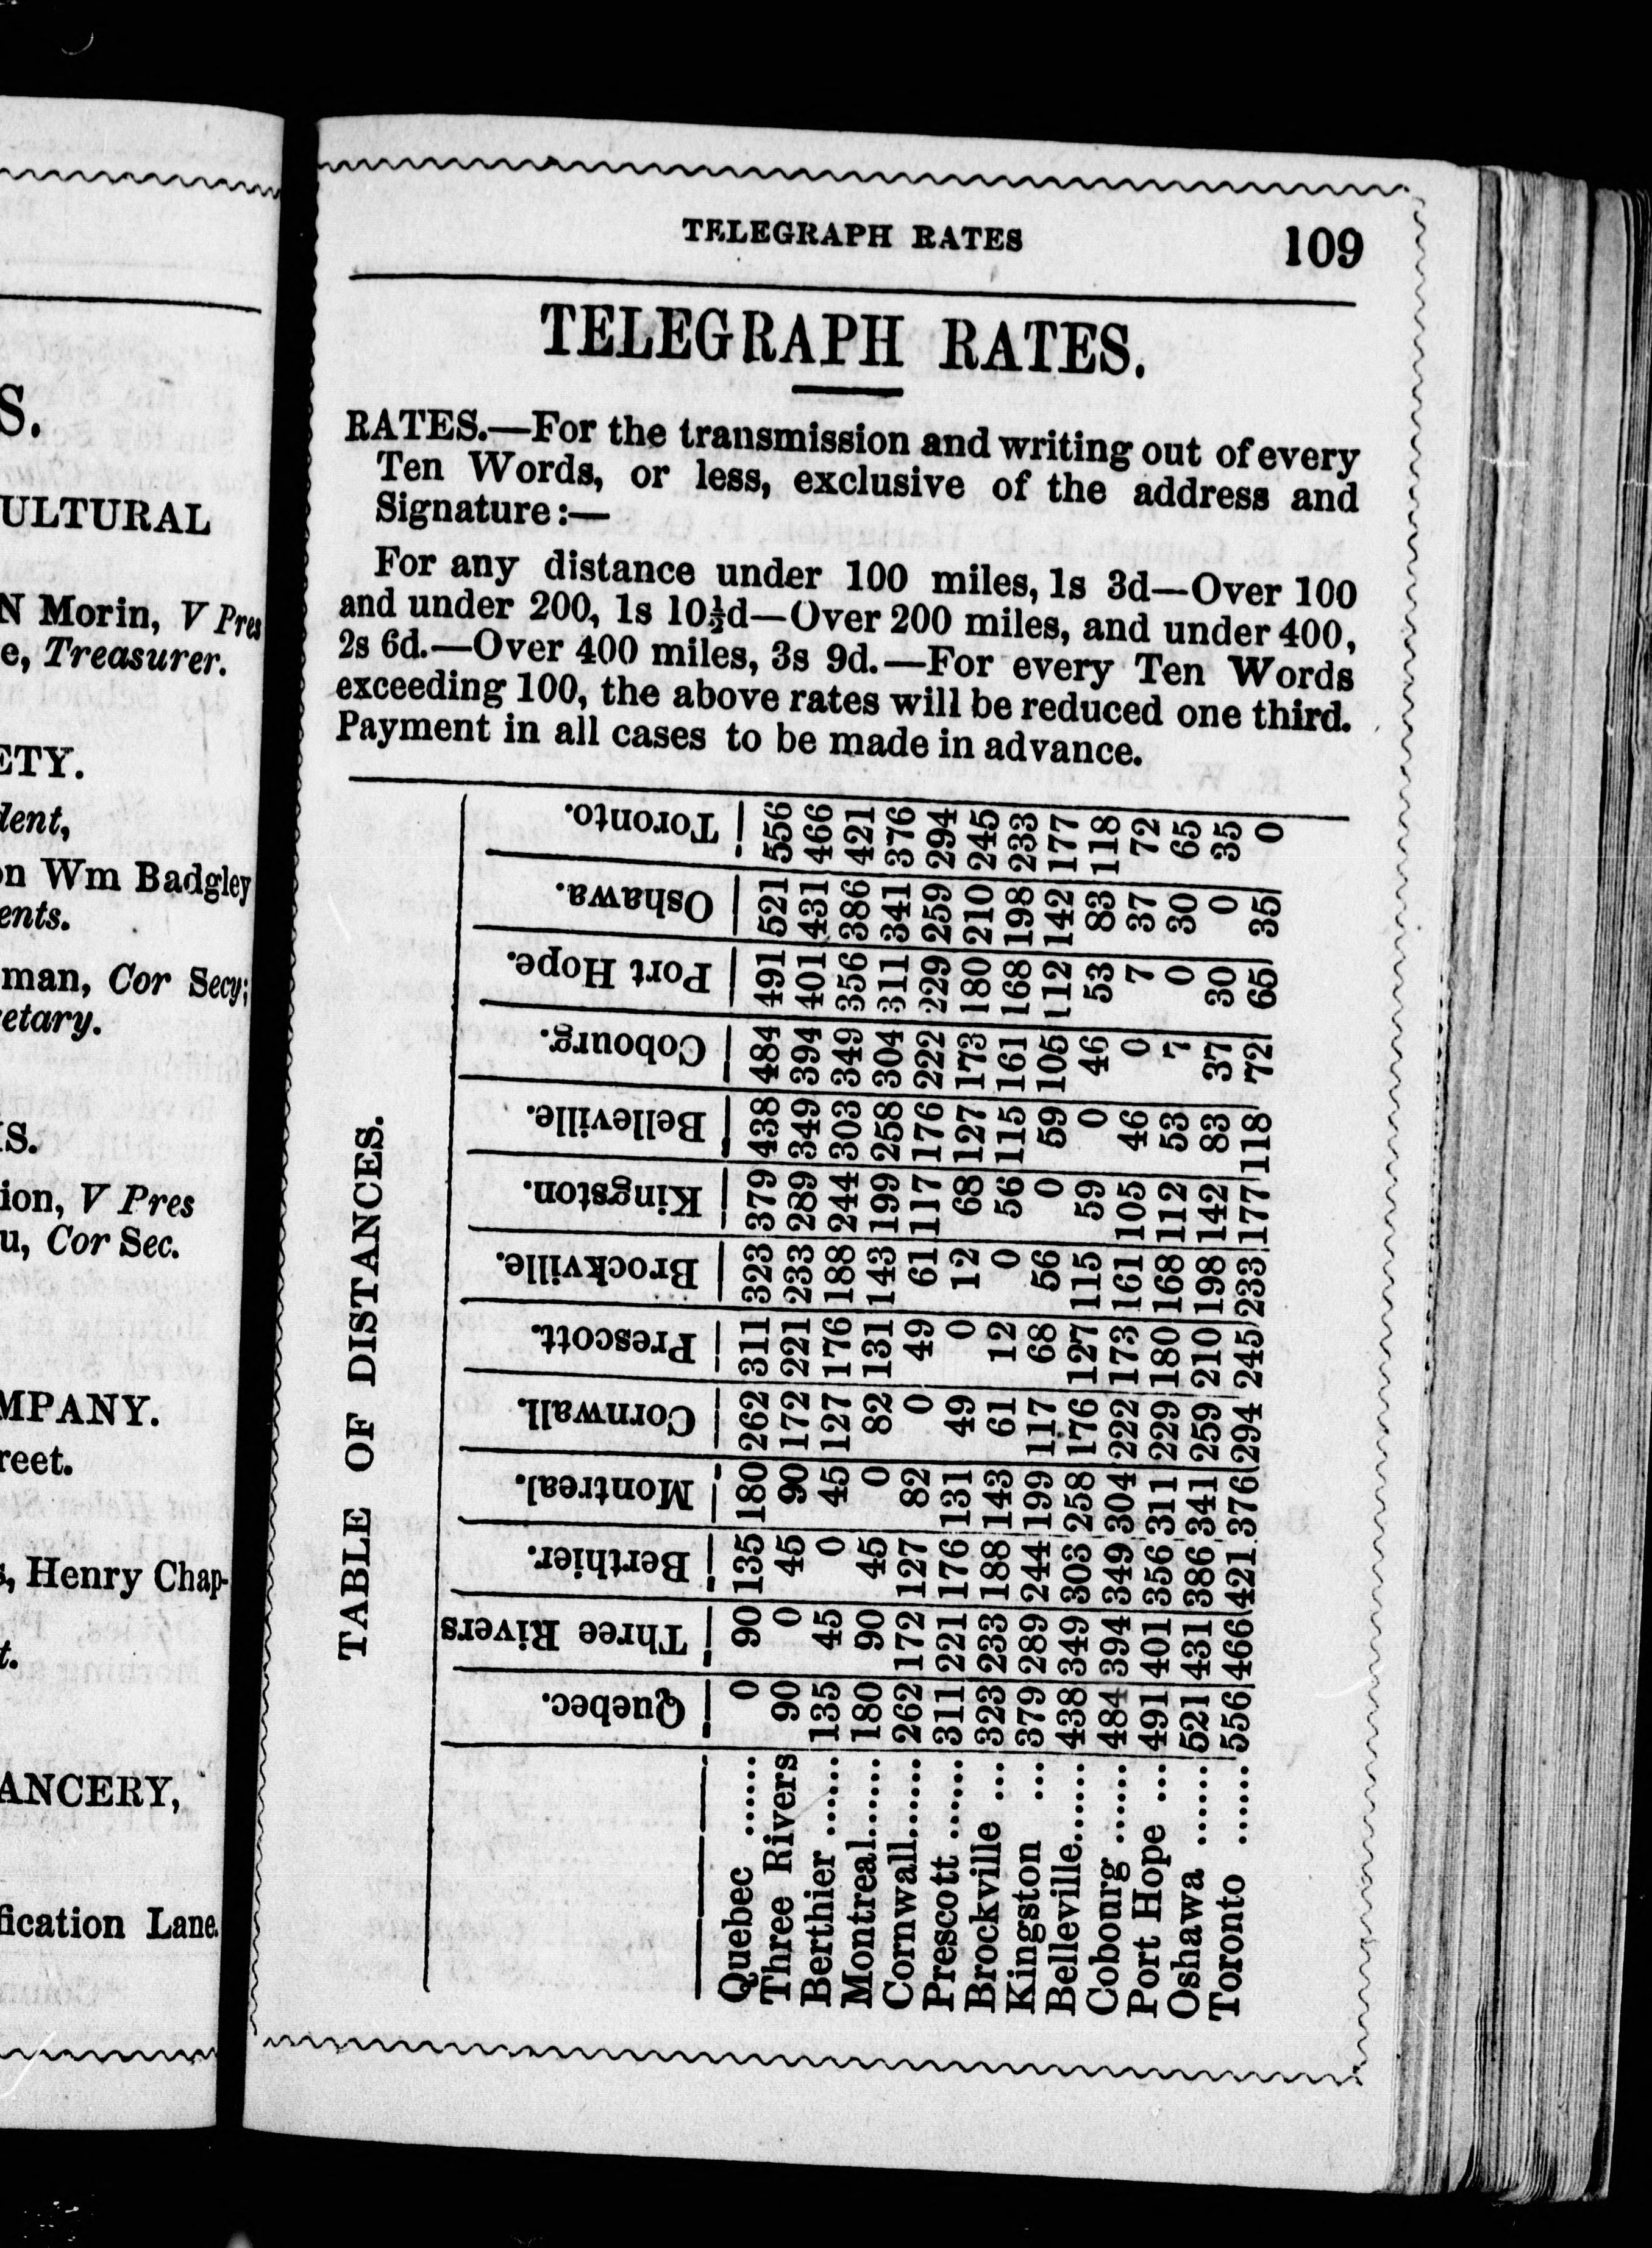 S.
ULTURAL
N Morin, V Pres
e, Treasurer.
ETY.
dent,
on Wm Badgley
ents.
man, Cor Secy;
etary.
IS.
ion, V Pres
u, Cor Sec.
MPANY.
reet.
s, Henry Chap-
t.
ANCERY,
fication Lane.
TELEGRAPH RATES 109
TELEGRAPH RATES.
RATES.—For the transmission and writing out of every
Ten Words, or less, exclusive of the address and
Signature:—
For any distance under 100 miles, 1s 3d—Over 100
and under 200, 1s 10½d—Over 200 miles, and under 400,
2s 6d.—Over 400 miles, 3s 9d.—For every Ten Words
exceeding 100, the above rates will be reduced one third.
Payment in all cases to be made in advance.
TABLE OF DISTANCES.
Quebec. Three Rivers Berthier. Montreal. Cornwall. Prescott. Brockville. Kingston. Belleville. Cobourg. Port Hope. Oshawa. Toronto.
Quebec ...... 0 90 135 180 262 311 323 379 438 484 491 521 556
Three Rivers 90 0 45 90 172 221 233 289 349 394 401 431 466
Berthier ...... 135 45 0 45 127 176 188 244 303 349 356 386 421
Montreal....... 180 90 45 0 82 131 143 199 258 304 311 341 376
Cornwall....... 262 172 127 82 0 49 61 117 176 222 229 259 294
Prescott ...... 311 221 176 131 49 0 12 68 127 173 180 210 245
Brockville ... 323 233 188 143 61 12 0 56 115 161 168 198 233
Kingston ... 379 289 244 199 117 68 56 0 59 105 112 142 177
Belleville...... 438 349 303 258 176 127 115 59 0 46 53 83 118
Cobourg ...... 484 394 349 304 222 173 161 105 46 0 7 37 72
Port Hope ... 491 401 356 311 229 180 168 112 53 7 0 30 65
Oshawa ...... 521 431 386 341 259 210 198 142 83 37 30 0 35
Toronto ...... 556 466 421 376 294 245 233 177 118 72 65 35 0